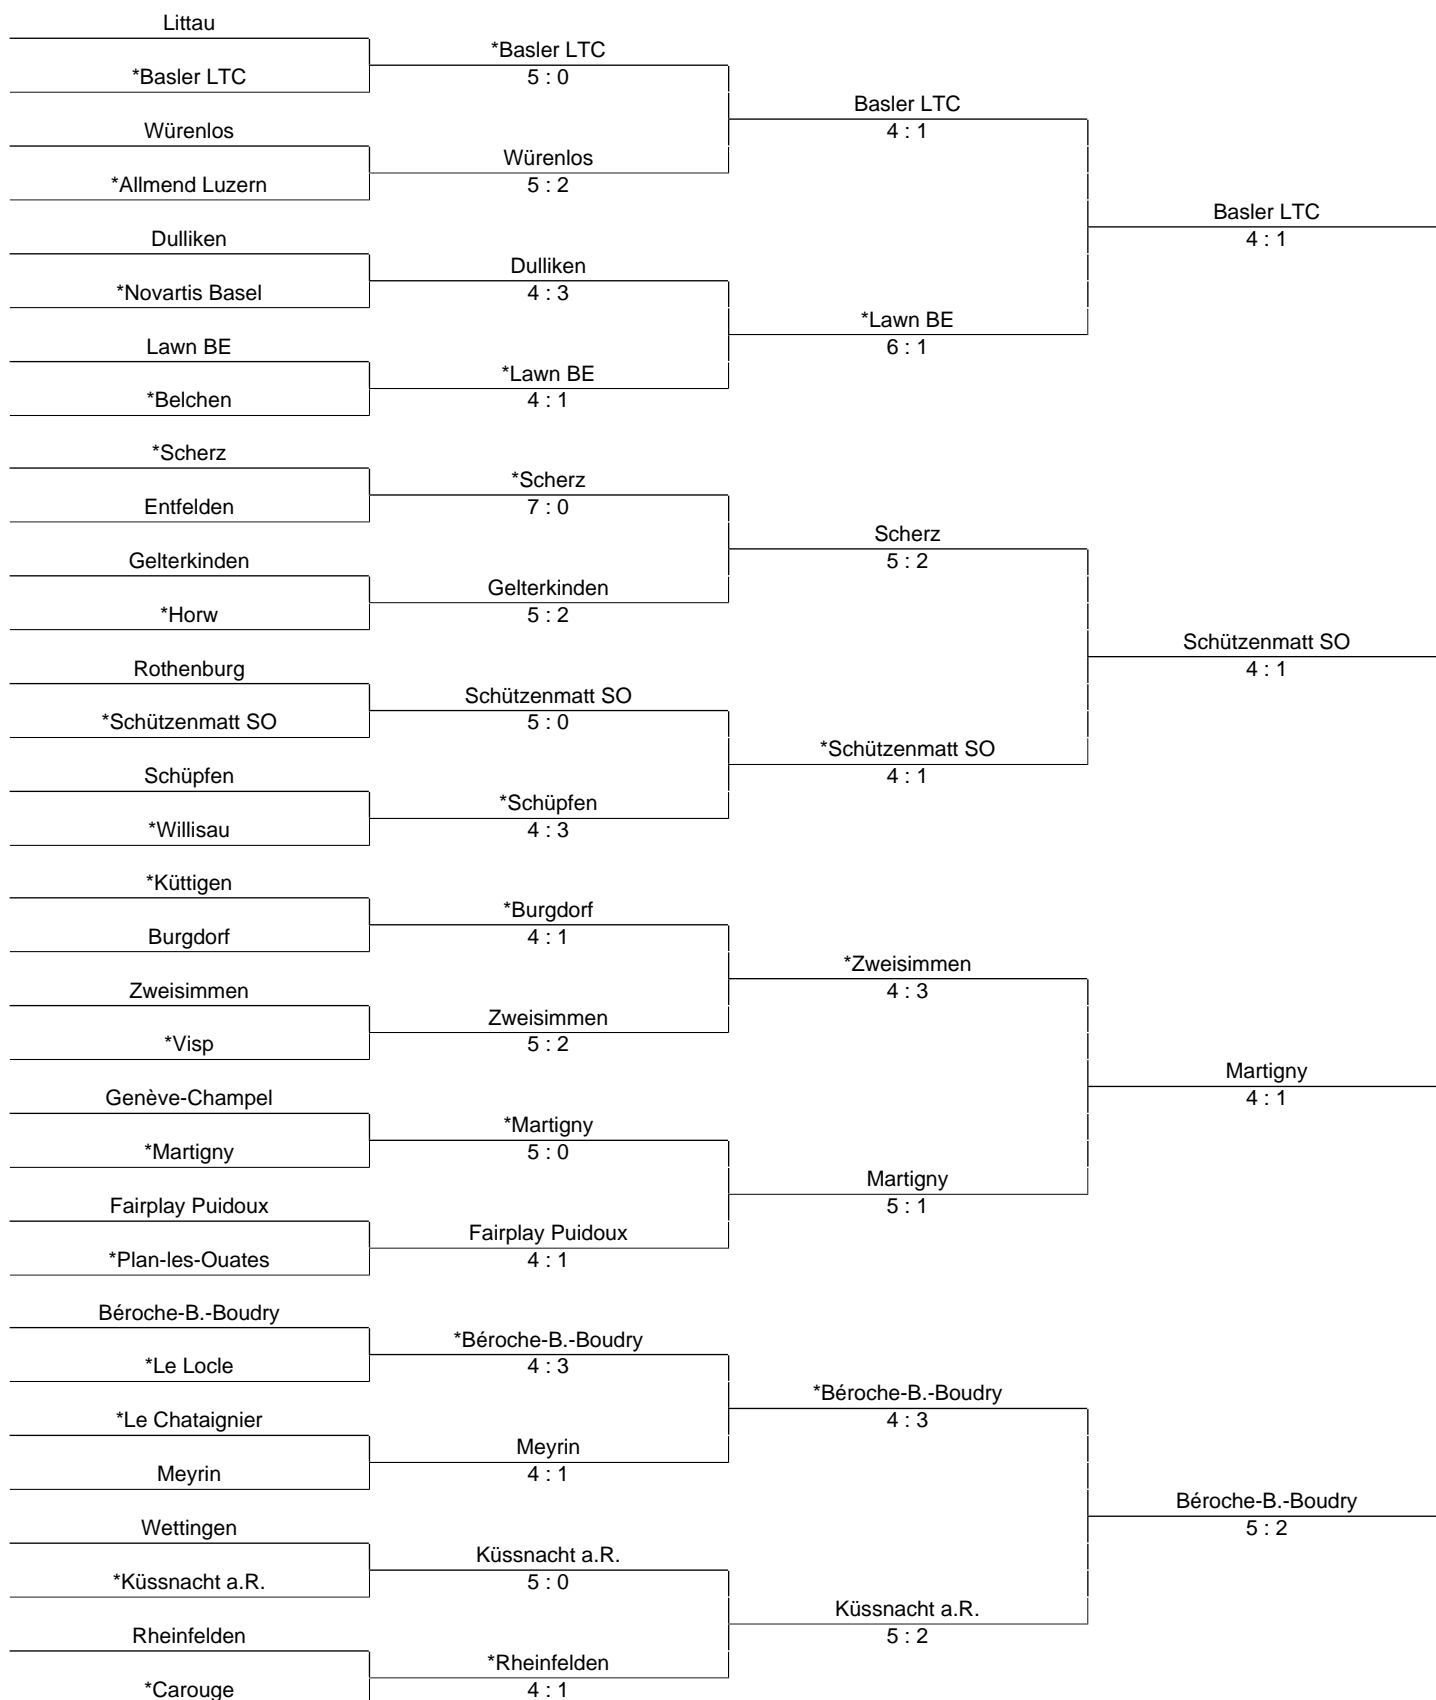 Littau
*Basler LTC
*Basler LTC
5 : 0
Basler LTC
4 : 1
Würenlos
Würenlos
*Allmend Luzern
5 : 2
Basler LTC
4 : 1
Dulliken
Dulliken
*Novartis Basel
4 : 3
*Lawn BE
6 : 1
Lawn BE
*Lawn BE
*Belchen
4 : 1
*Scherz
*Scherz
Entfelden
7 : 0
Scherz
5 : 2
Gelterkinden
Gelterkinden
*Horw
5 : 2
Schützenmatt SO
4 : 1
Rothenburg
Schützenmatt SO
*Schützenmatt SO
5 : 0
*Schützenmatt SO
4 : 1
Schüpfen
*Schüpfen
*Willisau
4 : 3
*Küttigen
*Burgdorf
Burgdorf
4 : 1
*Zweisimmen
4 : 3
Zweisimmen
Zweisimmen
*Visp
5 : 2
Martigny
4 : 1
Genève-Champel
*Martigny
*Martigny
5 : 0
Martigny
5 : 1
Fairplay Puidoux
Fairplay Puidoux
*Plan-les-Ouates
4 : 1
Béroche-B.-Boudry
*Béroche-B.-Boudry
*Le Locle
4 : 3
*Béroche-B.-Boudry
4 : 3
*Le Chataignier
Meyrin
Meyrin
4 : 1
Béroche-B.-Boudry
5 : 2
Wettingen
Küssnacht a.R.
*Küssnacht a.R.
5 : 0
Küssnacht a.R.
5 : 2
Rheinfelden
*Rheinfelden
*Carouge
4 : 1